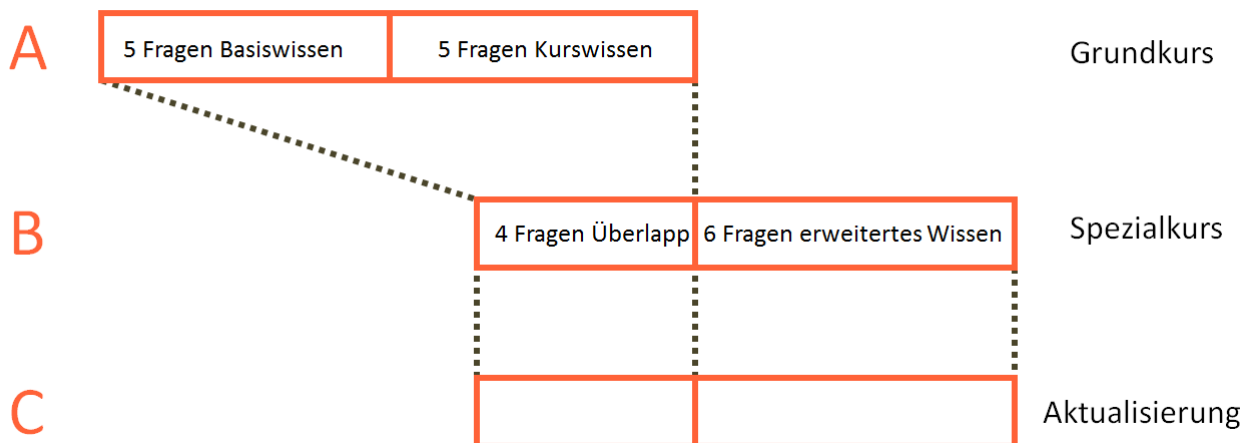 A
5 Fragen Basiswissen
5 Fragen Kurswissen
Grundkurs
B
4 Fragen Überlapp
6 Fragen erweitertes Wissen
Spezialkurs
C
Aktualisierung